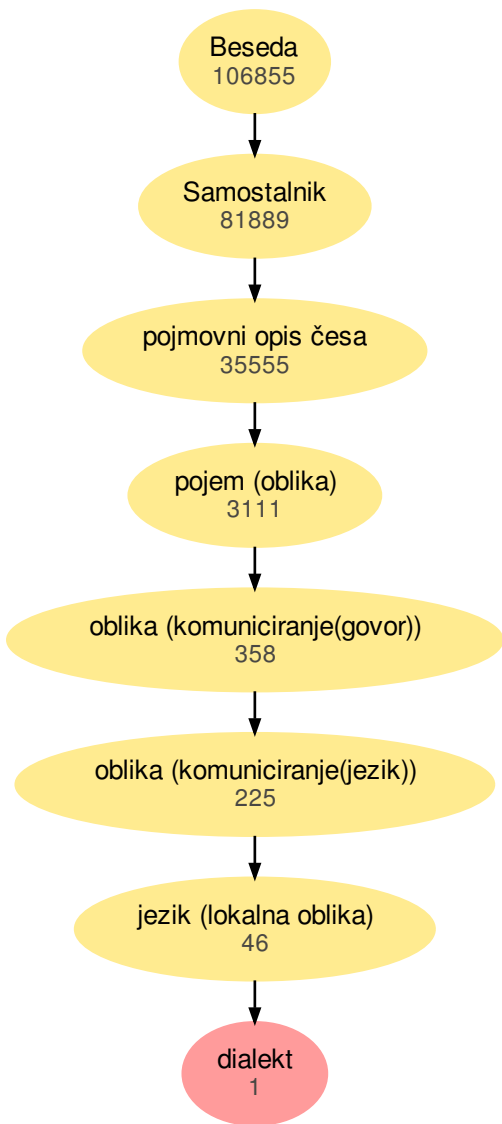 Beseda
106855
Samostalnik
81889
pojmovni opis česa
35555
pojem (oblika)
3111
oblika (komuniciranje(govor))
358
oblika (komuniciranje(jezik))
225
jezik (lokalna oblika)
46
dialekt
1